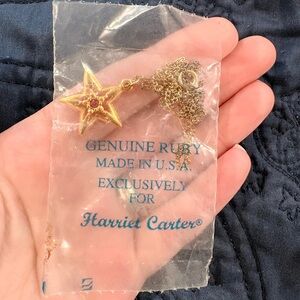 GENUINE RUBY
MADE IN U.S.A.
EXCLUSIVELY
FOR
Harriet Carter®